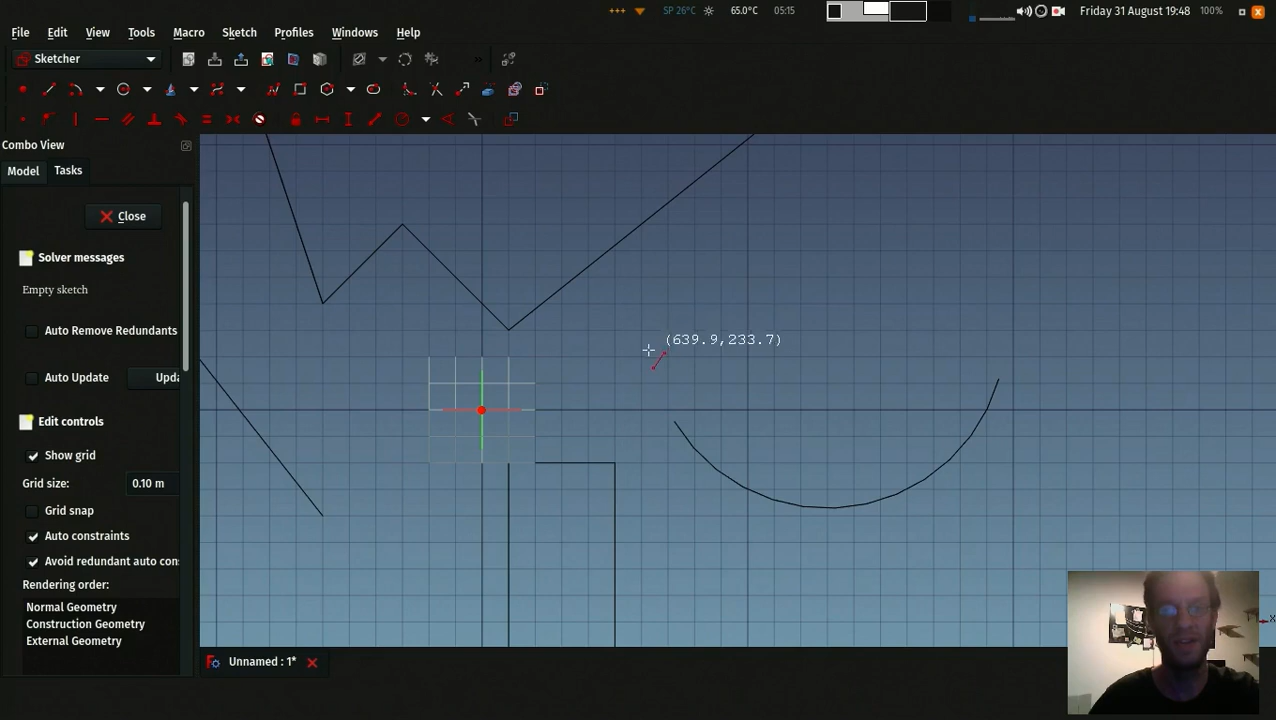 SP 26°C 65.0°C 05:15 Friday 31 August 19:48 100%
File Edit View Tools Macro Sketch Profiles Windows Help
Sketcher
»
Combo View
Model Tasks
Close
Solver messages
Empty sketch
Auto Remove Redundants
Auto Update Upda
Edit controls
Show grid
Grid size: 0.10 m
Grid snap
Auto constraints
Avoid redundant auto con
Rendering order:
Normal Geometry
Construction Geometry
External Geometry
(639.9,233.7)
Unnamed : 1*
X